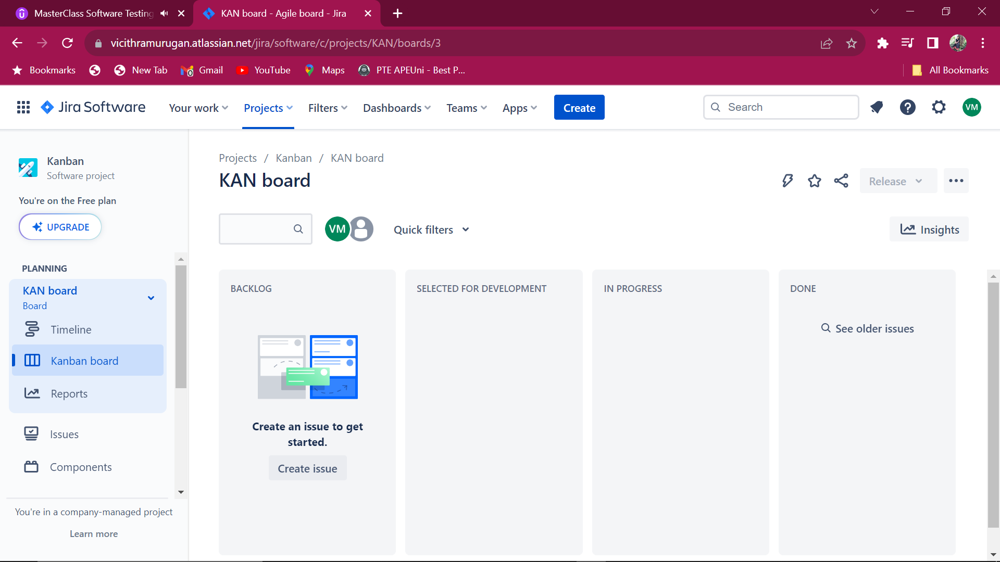 MasterClass Software Testing
KAN board - Agile board - Jira
vicithramurugan.atlassian.net/jira/software/c/projects/KAN/boards/3
Bookmarks
New Tab
0
Gmail
YouTube
Maps
PTE APEUni - Best P...
All Bookmarks
Jira Software
Your work
Projects
Filters
Dashboards
Teams
Apps
Create
Search
VM
Kanban
Software project
You're on the Free plan
UPGRADE
PLANNING
KAN board
Board
Timeline
Kanban board
Reports
Issues
Components
You're in a company-managed project
Learn more
Projects / Kanban / KAN board
KAN board
Release
VM
Quick filters
Insights
BACKLOG
SELECTED FOR DEVELOPMENT
IN PROGRESS
DONE
See older issues
Create an issue to get
started.
Create issue